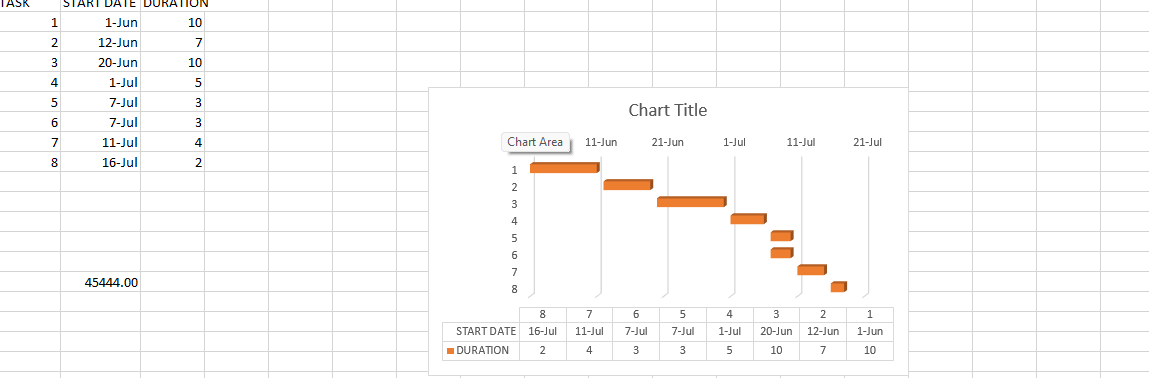 TASK START DATE DURATION
1 1-Jun 10
2 12-Jun 7
3 20-Jun 10
4 1-Jul 5
5 7-Jul 3
6 7-Jul 3
7 11-Jul 4
8 16-Jul 2
45444.00
Chart Title
Chart Area 11-Jun 21-Jun 1-Jul 11-Jul 21-Jul
1
2
3
4
5
6
7
8
8 7 6 5 4 3 2 1
START DATE 16-Jul 11-Jul 7-Jul 7-Jul 1-Jul 20-Jun 12-Jun 1-Jun
DURATION 2 4 3 3 5 10 7 10